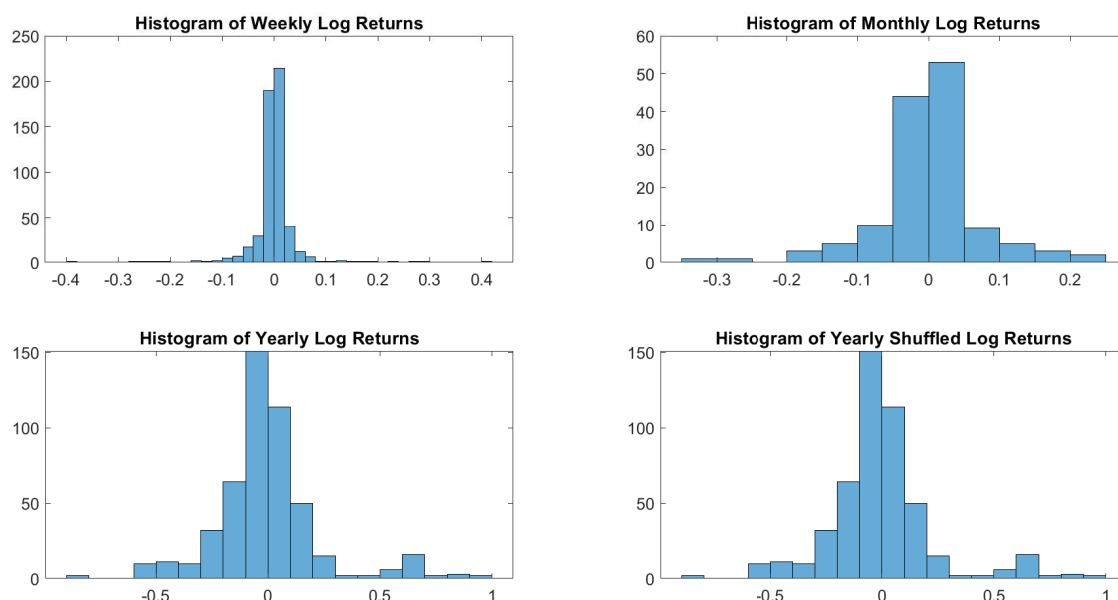 Histogram of Weekly Log Returns
250
200
150
100
50
0
-0.4 -0.3 -0.2 -0.1 0 0.1 0.2 0.3 0.4
Histogram of Monthly Log Returns
60
50
40
30
20
10
0
-0.3 -0.2 -0.1 0 0.1 0.2
Histogram of Yearly Log Returns
150
100
50
0
-0.5 0 0.5 1
Histogram of Yearly Shuffled Log Returns
150
100
50
0
-0.5 0 0.5 1